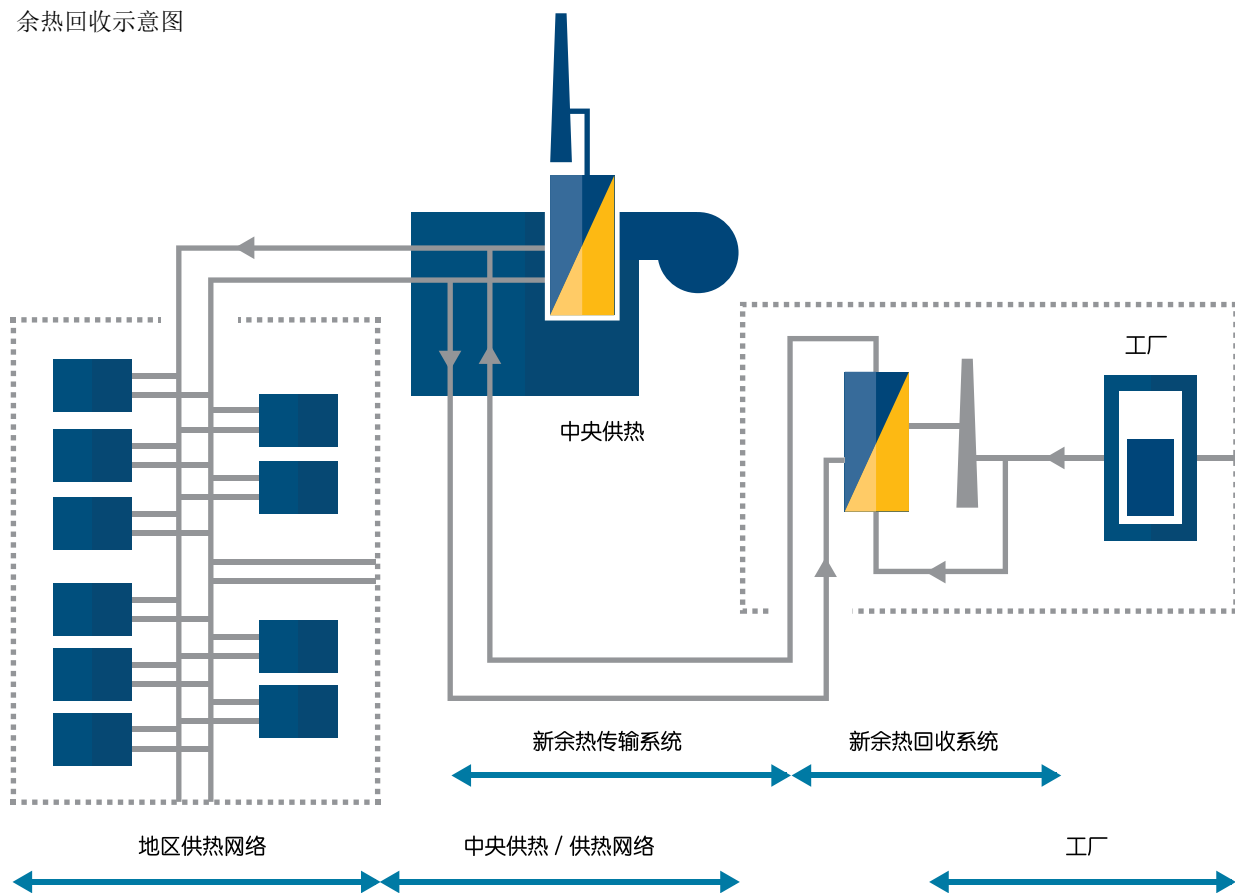 余热回收示意图
工厂
中央供热
新余热传输系统
新余热回收系统
地区供热网络
中央供热 / 供热网络
工厂